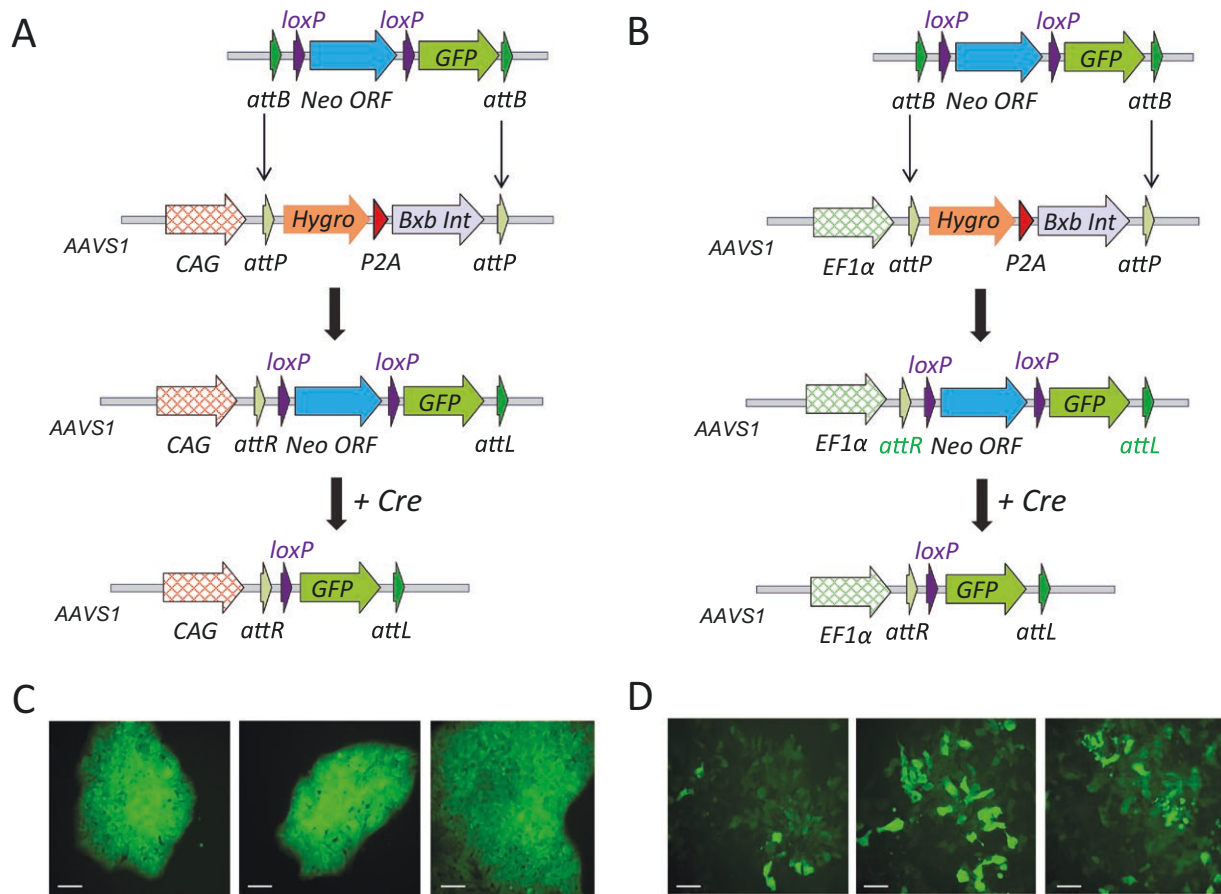 A
loxP loxP
GFP
attB Neo ORF attB
Hygro Bxb Int
AAVS1
CAG attP P2A attP
loxP loxP
GFP
AAVS1
CAG attR Neo ORF attL
+ Cre
loxP
GFP
AAVS1
CAG attR attL
B
loxP loxP
GFP
attB Neo ORF attB
Hygro Bxb Int
AAVS1
EF1α attP P2A attP
loxP loxP
GFP
AAVS1
EF1α attR Neo ORF attL
+ Cre
loxP
GFP
AAVS1
EF1α attR attL
C
D